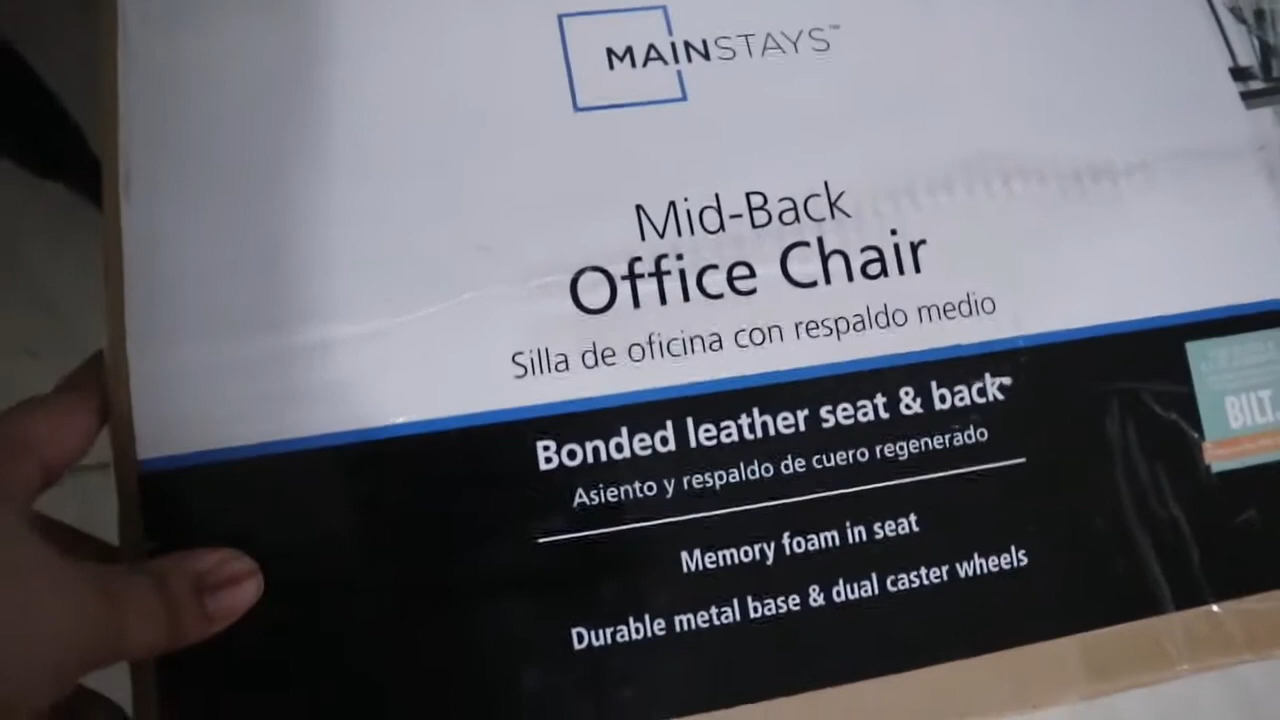 MAINSTAYS™
Mid-Back
Office Chair
Silla de oficina con respaldo medio
Bonded leather seat & back™
Asiento y respaldo de cuero regenerado
Memory foam in seat
Durable metal base & dual caster wheels
BILT